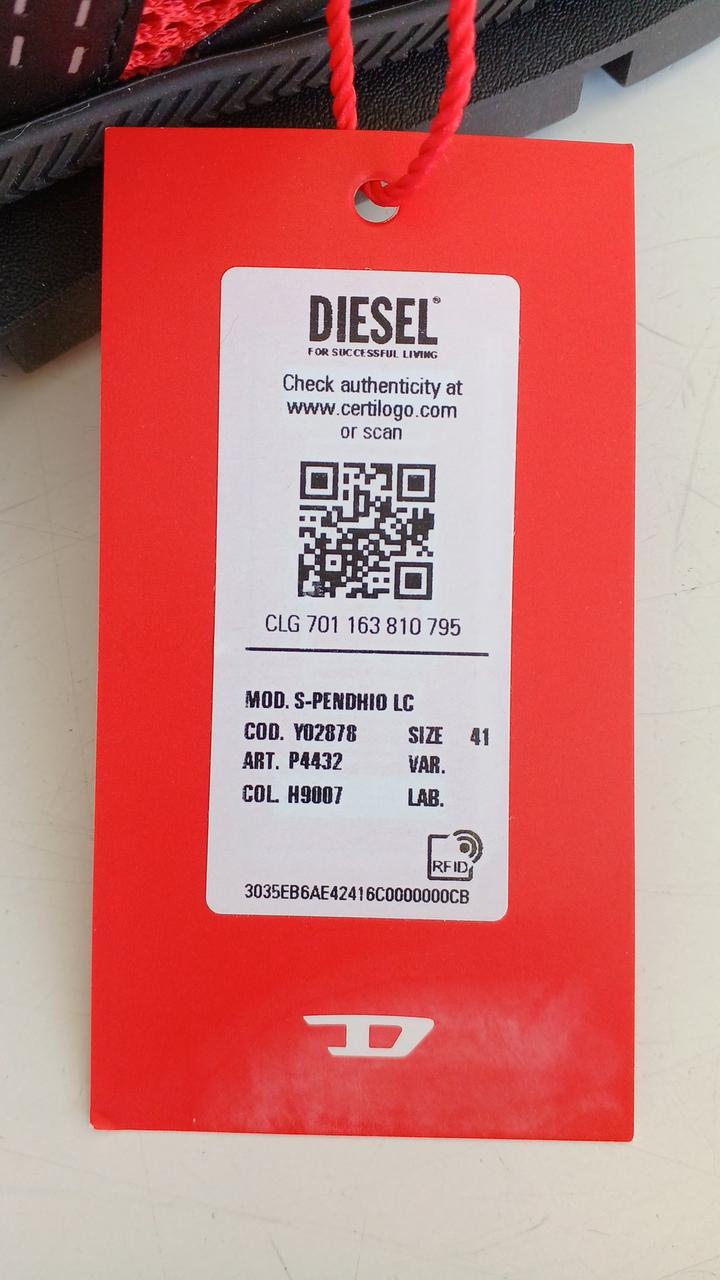 DIESEL®
FOR SUCCESSFUL LIVING
Check authenticity at
www.certilogo.com
or scan
CLG 701 163 810 795
MOD. S-PENDHIO LC
COD. Y02878 SIZE 41
ART. P4432 VAR.
COL. H9007 LAB.
RFID
3035EB6AE42416C0000000CB
D